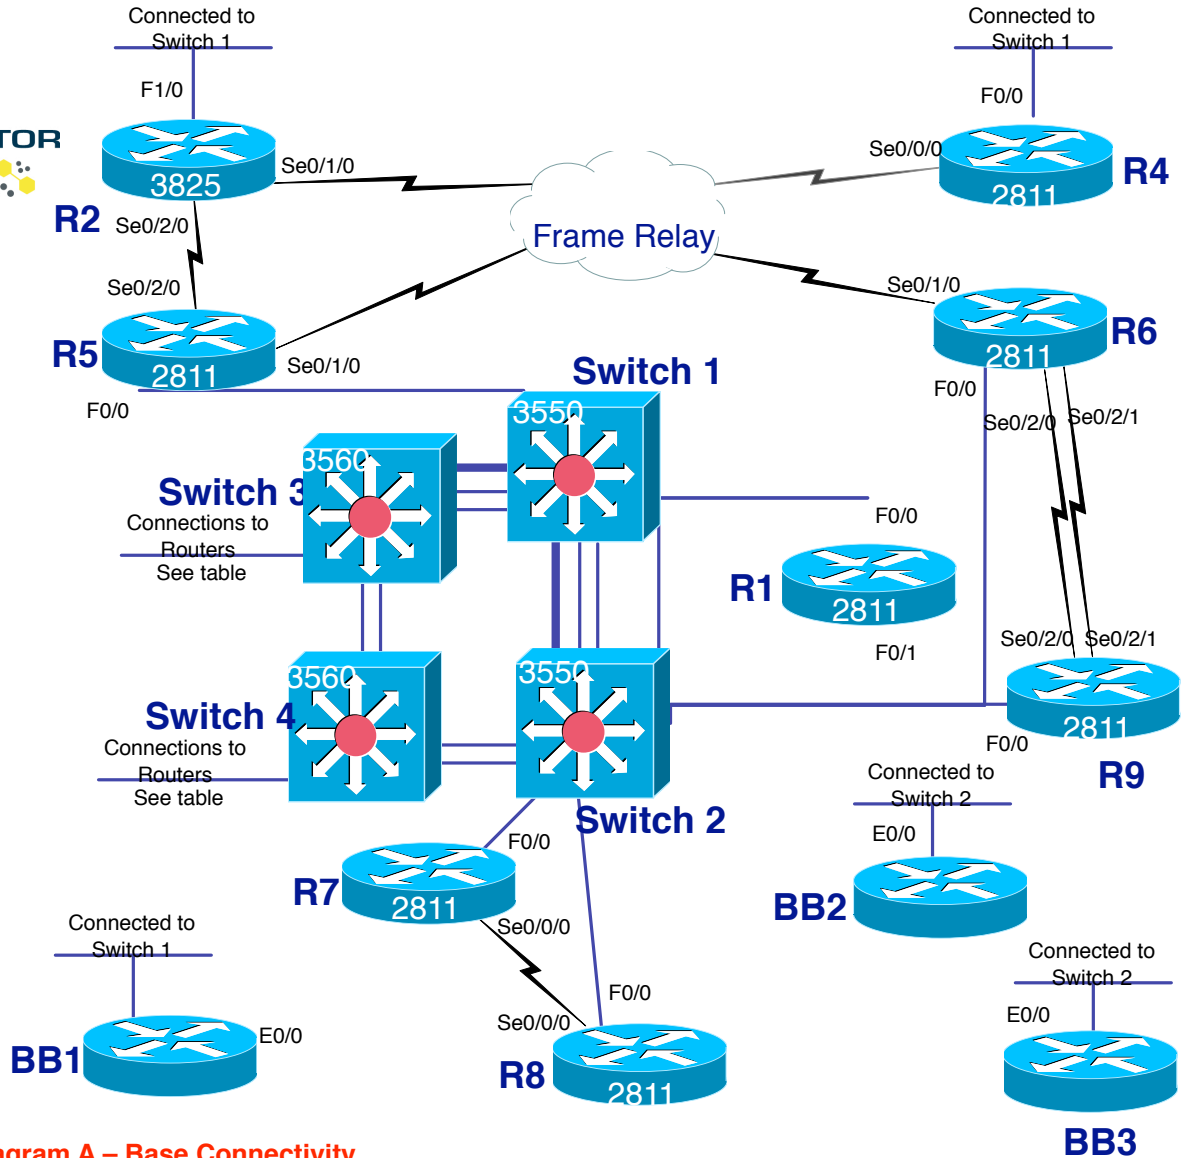 Connected to
Switch 1
F1/0
TOR
3825
Se0/1/0
R2
Se0/2/0
Connected to
Switch 1
F0/0
Se0/0/0
2811
R4
Frame Relay
Se0/2/0
R5
2811
Se0/1/0
F0/0
Se0/1/0
2811
R6
F0/0
Se0/2/0
Se0/2/1
Switch 1
3550
3560
Switch 3
Connections to
Routers
See table
F0/0
R1
2811
F0/1
Se0/2/0
Se0/2/1
2811
F0/0
R9
3560
Switch 4
Connections to
Routers
See table
3550
Switch 2
F0/0
R7
2811
Se0/0/0
Connected to
Switch 2
E0/0
BB2
Connected to
Switch 1
E0/0
BB1
F0/0
Se0/0/0
R8
2811
Connected to
Switch 2
E0/0
BB3
agram A – Base Connectivity